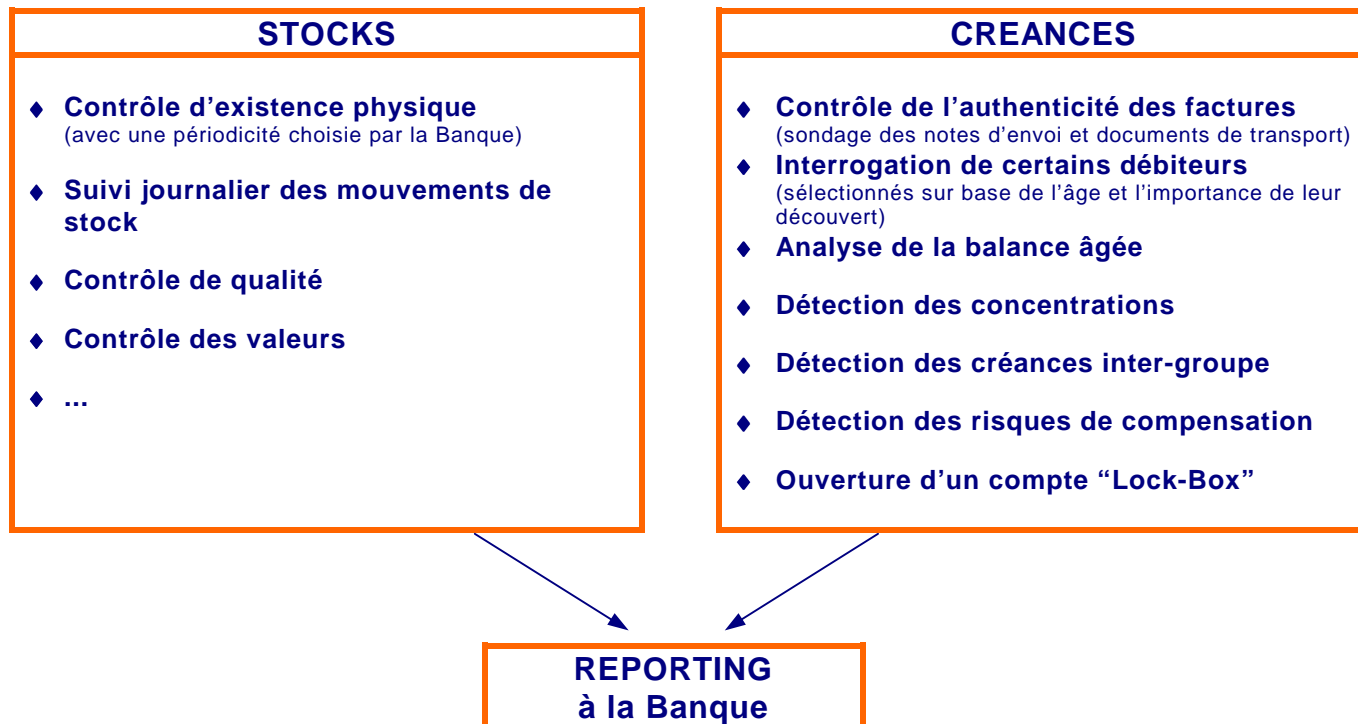 STOCKS
♦ Contrôle d’existence physique
(avec une périodicité choisie par la Banque)
♦ Suivi journalier des mouvements de
stock
♦ Contrôle de qualité
♦ Contrôle des valeurs
♦ ...
CREANCES
♦ Contrôle de l’authenticité des factures
(sondage des notes d’envoi et documents de transport)
♦ Interrogation de certains débiteurs
(sélectionnés sur base de l’âge et l’importance de leur
découvert)
♦ Analyse de la balance âgée
♦ Détection des concentrations
♦ Détection des créances inter-groupe
♦ Détection des risques de compensation
♦ Ouverture d’un compte “Lock-Box”
REPORTING
à la Banque